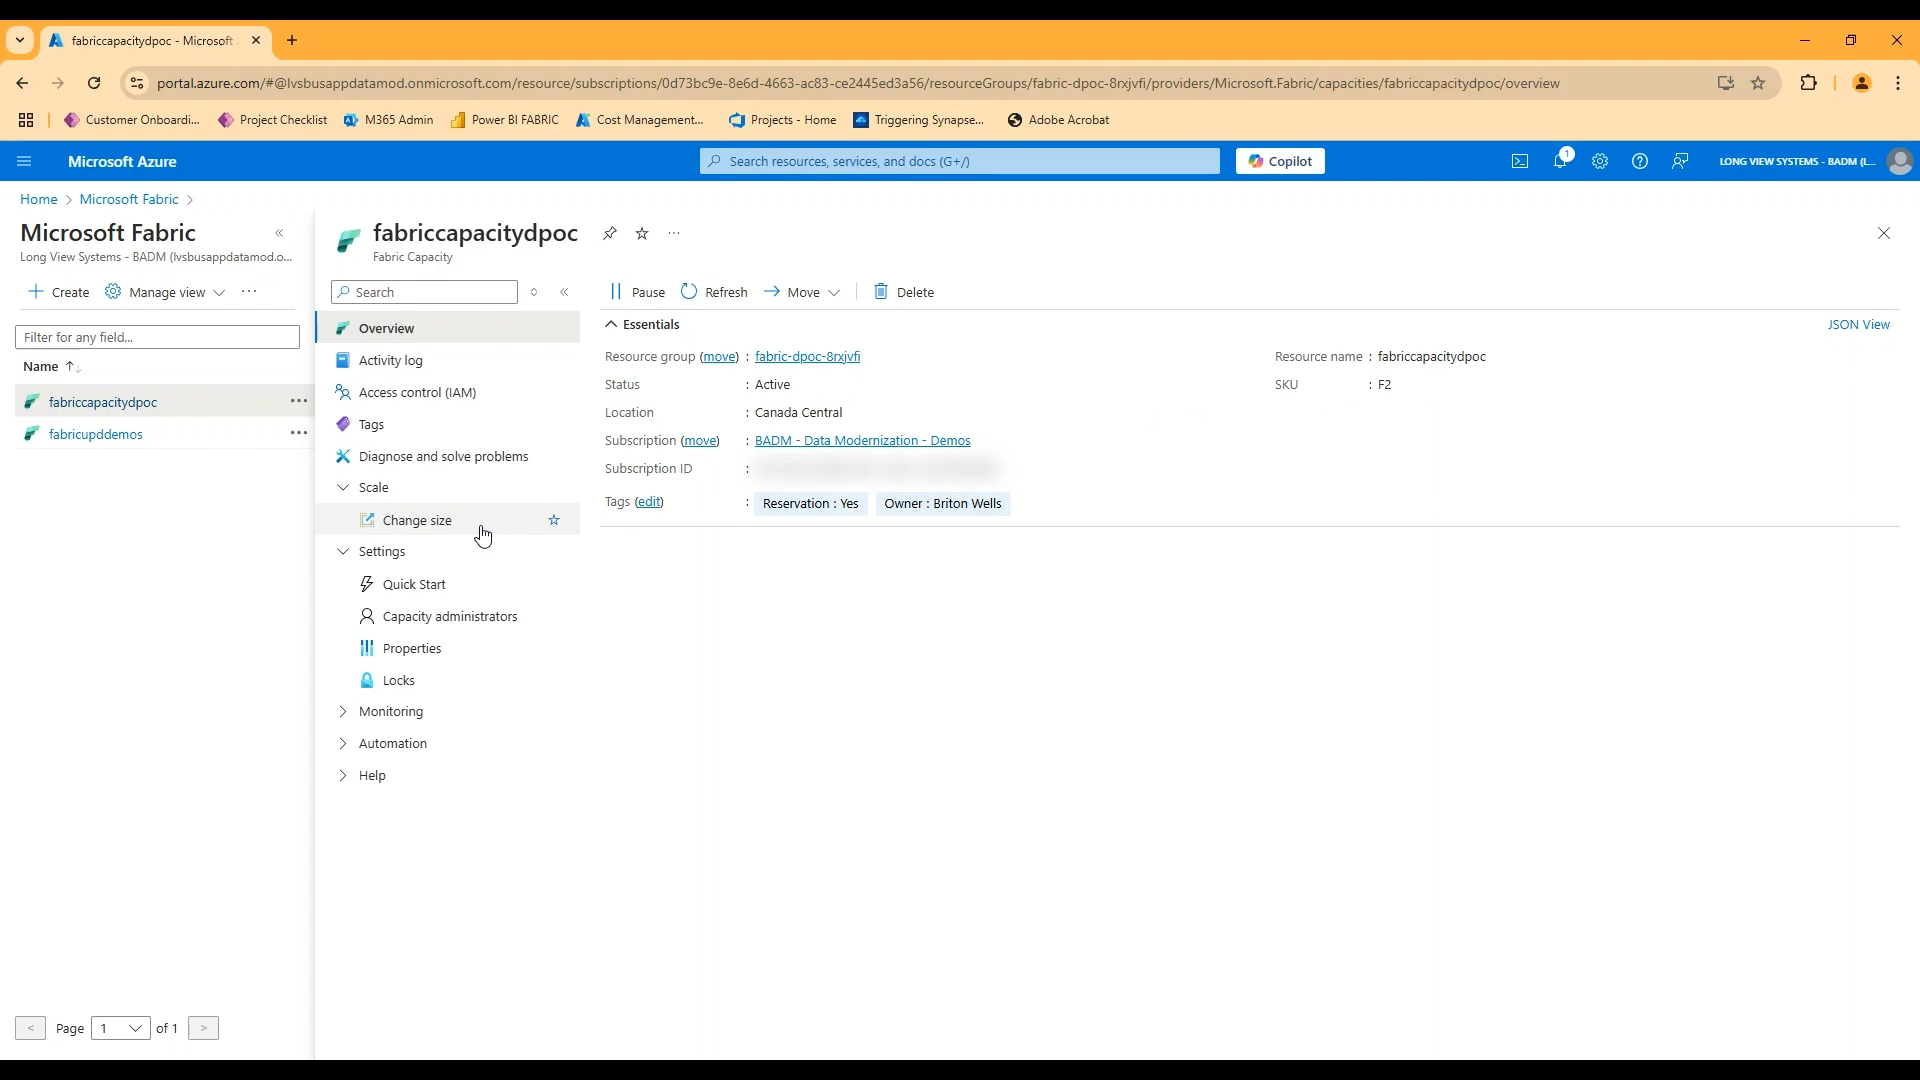 fabriccapacitydpoc - Microsoft
portal.azure.com/#@lvsbusappdatamod.onmicrosoft.com/resource/subscriptions/0d73bc9e-8e6d-4663-ac83-ce2445ed3a56/resourceGroups/fabric-dpoc-8rxjvfi/providers/Microsoft.Fabric/capacities/fabriccapacitydpoc/overview
Customer Onboardi... Project Checklist M365 Admin Power BI FABRIC Cost Management... Projects - Home Triggering Synapse... Adobe Acrobat
Microsoft Azure
Search resources, services, and docs (G+/)
Copilot
1
LONG VIEW SYSTEMS - BADM (L...
Home > Microsoft Fabric >
Microsoft Fabric
Long View Systems - BADM (lvsbusappdatamod.o...
+ Create Manage view ...
Filter for any field...
Name ↑↓
fabriccapacitydpoc ...
fabricupddemos ...
Page 1 of 1
fabriccapacitydpoc
Fabric Capacity
Search
Overview
Activity log
Access control (IAM)
Tags
Diagnose and solve problems
Scale
Change size
Settings
Quick Start
Capacity administrators
Properties
Locks
Monitoring
Automation
Help
Pause Refresh Move Delete
Essentials
JSON View
Resource group (move) : fabric-dpoc-8rxjvfi
Status : Active
Location : Canada Central
Subscription (move) : BADM - Data Modernization - Demos
Subscription ID :
Tags (edit) : Reservation : Yes Owner : Briton Wells
Resource name : fabriccapacitydpoc
SKU : F2